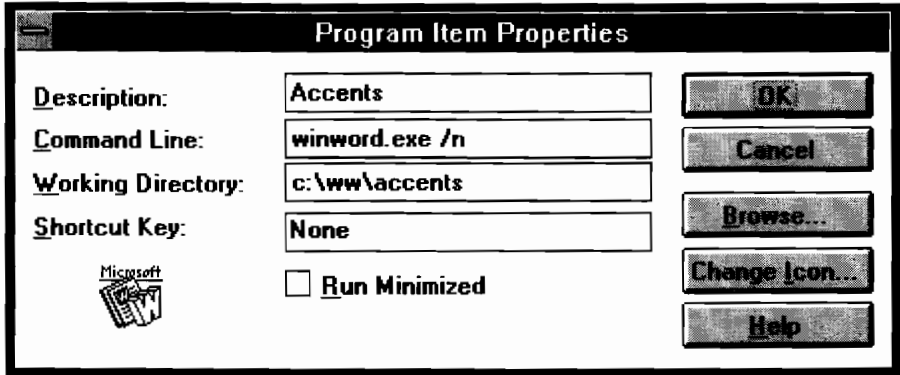 Program Item Properties
Description: Accents
Command Line: winword.exe /n
Working Directory: c:\ww\accents
Shortcut Key: None
Microsoft
Run Minimized
OK
Cancel
Browse...
Change Icon...
Help